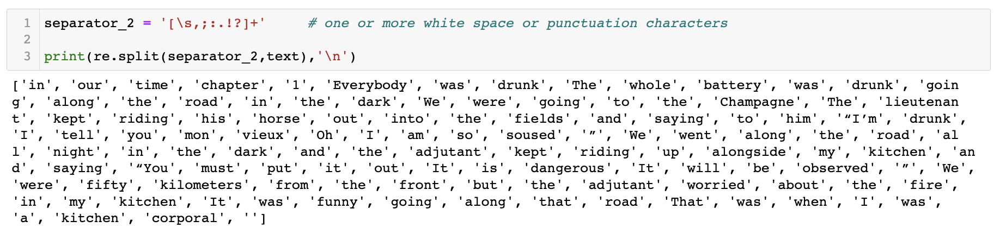 1 separator_2 = '[\s,;:.!?]+'     # one or more white space or punctuation characters
2
3 print(re.split(separator_2,text),'\n')
['in', 'our', 'time', 'chapter', '1', 'Everybody', 'was', 'drunk', 'The', 'whole', 'battery', 'was', 'drunk', 'goin
g', 'along', 'the', 'road', 'in', 'the', 'dark', 'We', 'were', 'going', 'to', 'the', 'Champagne', 'The', 'lieutenan
t', 'kept', 'riding', 'his', 'horse', 'out', 'into', 'the', 'fields', 'and', 'saying', 'to', 'him', '“I’m', 'drunk',
'I', 'tell', 'you', 'mon', 'vieux', 'Oh', 'I', 'am', 'so', 'soused', '”', 'We', 'went', 'along', 'the', 'road', 'al
l', 'night', 'in', 'the', 'dark', 'and', 'the', 'adjutant', 'kept', 'riding', 'up', 'alongside', 'my', 'kitchen', 'an
d', 'saying', '“You', 'must', 'put', 'it', 'out', 'It', 'is', 'dangerous', 'It', 'will', 'be', 'observed', '”', 'We',
'were', 'fifty', 'kilometers', 'from', 'the', 'front', 'but', 'the', 'adjutant', 'worried', 'about', 'the', 'fire',
'in', 'my', 'kitchen', 'It', 'was', 'funny', 'going', 'along', 'that', 'road', 'That', 'was', 'when', 'I', 'was',
'a', 'kitchen', 'corporal', '']